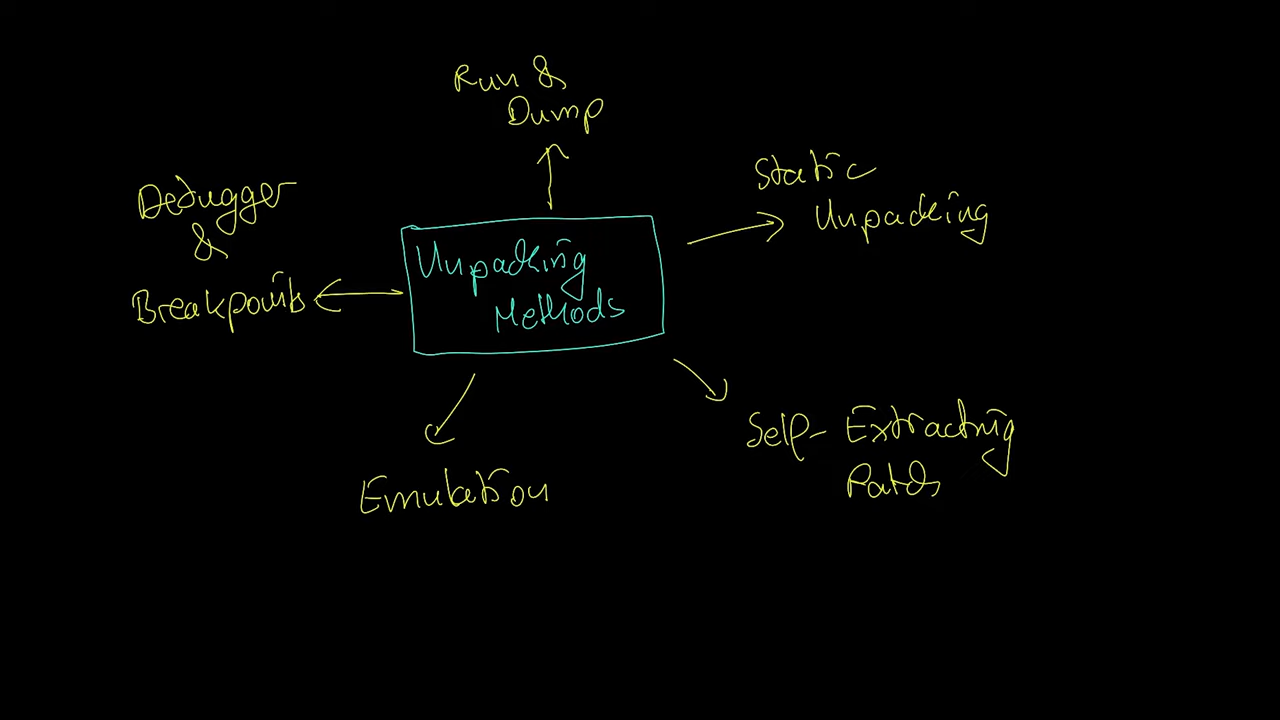 Run &
Dump
Static
Unpacking
Debugger
&
Breakpoints
Unpacking
Methods
Self-Extracting
Patch
Emulation